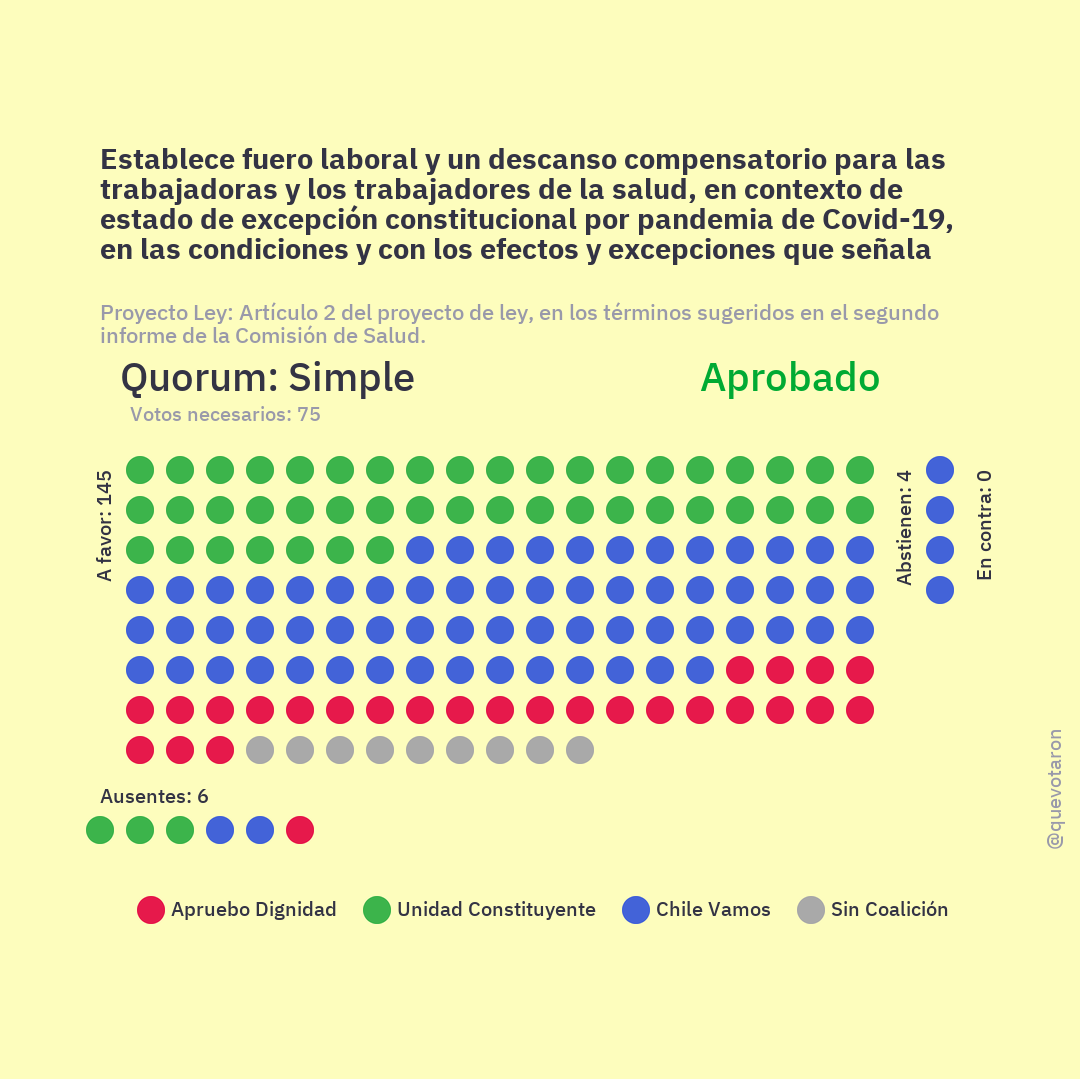 Establece fuero laboral y un descanso compensatorio para las
trabajadoras y los trabajadores de la salud, en contexto de
estado de excepción constitucional por pandemia de Covid-19,
en las condiciones y con los efectos y excepciones que señala
Proyecto Ley: Artículo 2 del proyecto de ley, en los términos sugeridos en el segundo
informe de la Comisión de Salud.
Quorum: Simple
Aprobado
Votos necesarios: 75
A favor: 145
Abstienen: 4
En contra: 0
Ausentes: 6
@quevotaron
Apruebo Dignidad
Unidad Constituyente
Chile Vamos
Sin Coalición